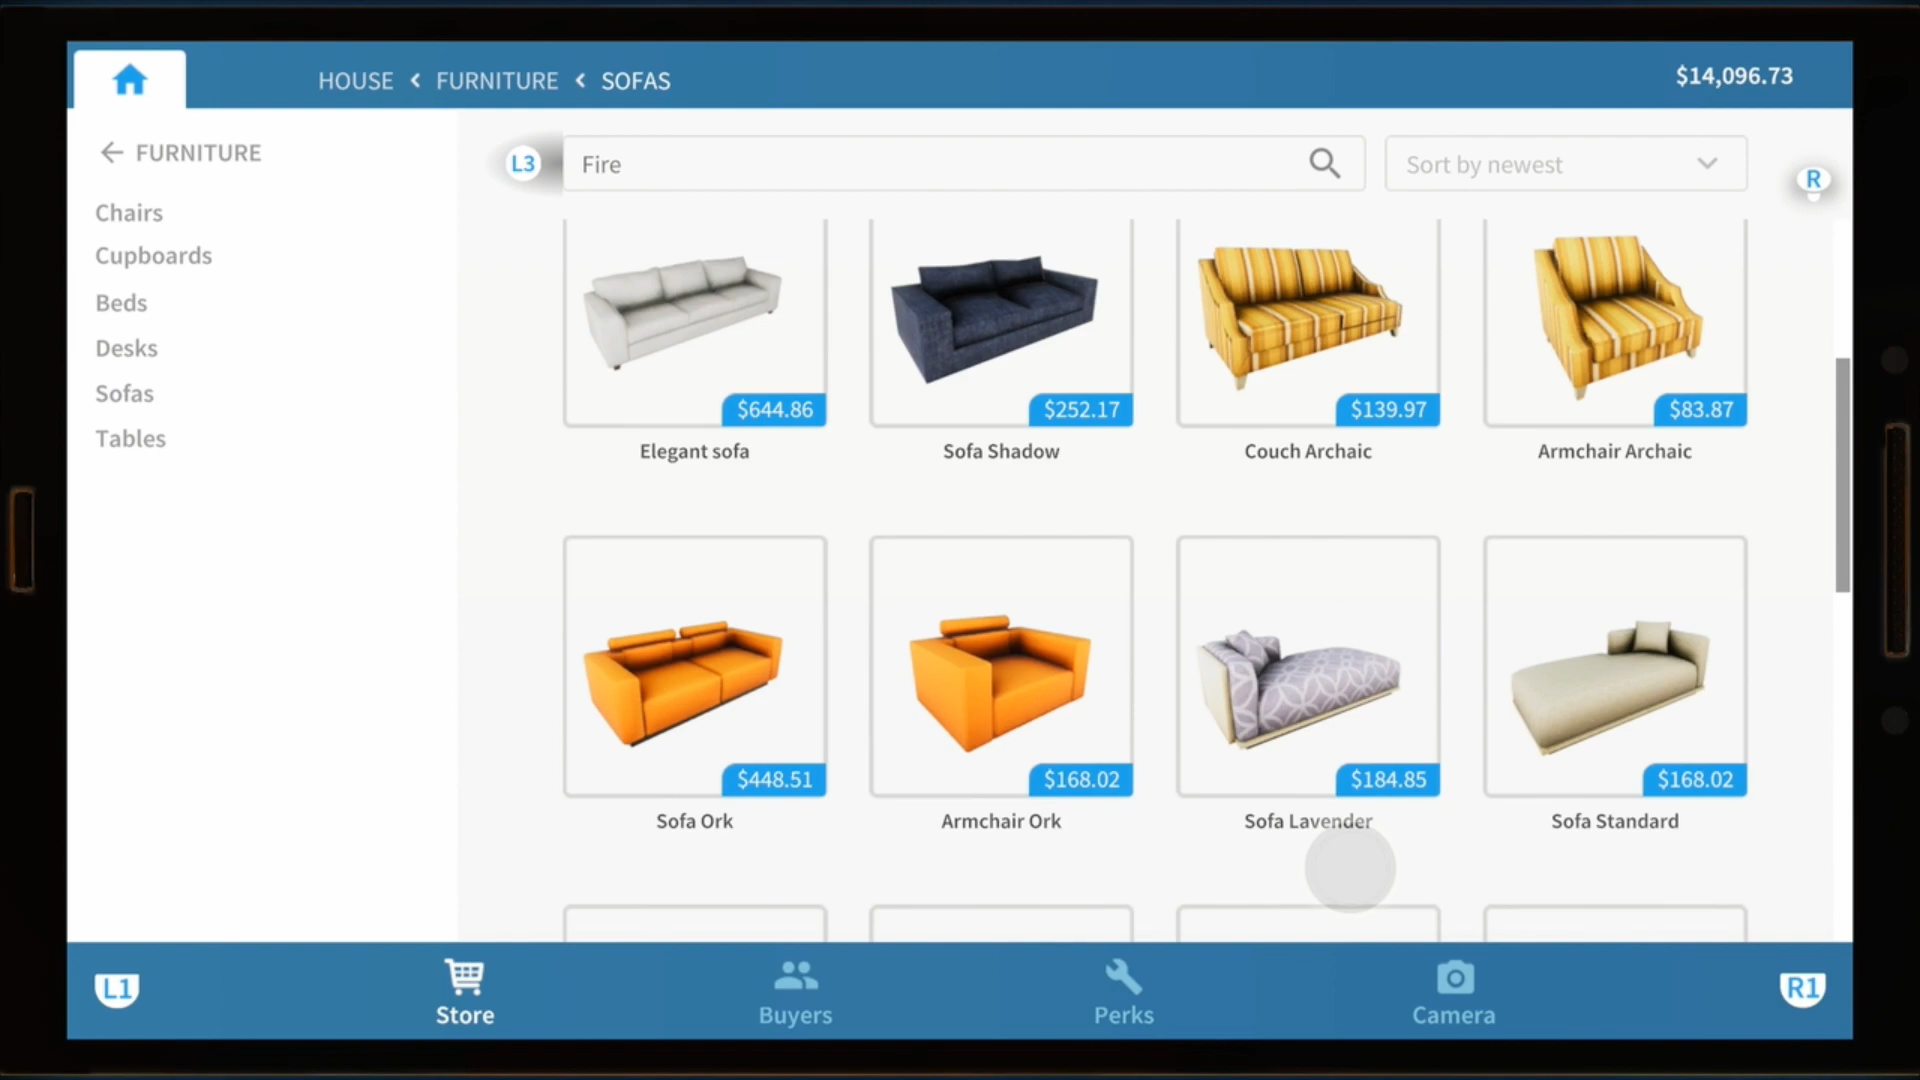 HOUSE < FURNITURE < SOFAS
$14,096.73
FURNITURE
Chairs
Cupboards
Beds
Desks
Sofas
Tables
L3
Fire
Sort by newest
R
$644.86
$252.17
$139.97
$83.87
Elegant sofa
Sofa Shadow
Couch Archaic
Armchair Archaic
$448.51
$168.02
$184.85
$168.02
Sofa Ork
Armchair Ork
Sofa Lavender
Sofa Standard
L1
Store
Buyers
Perks
Camera
R1